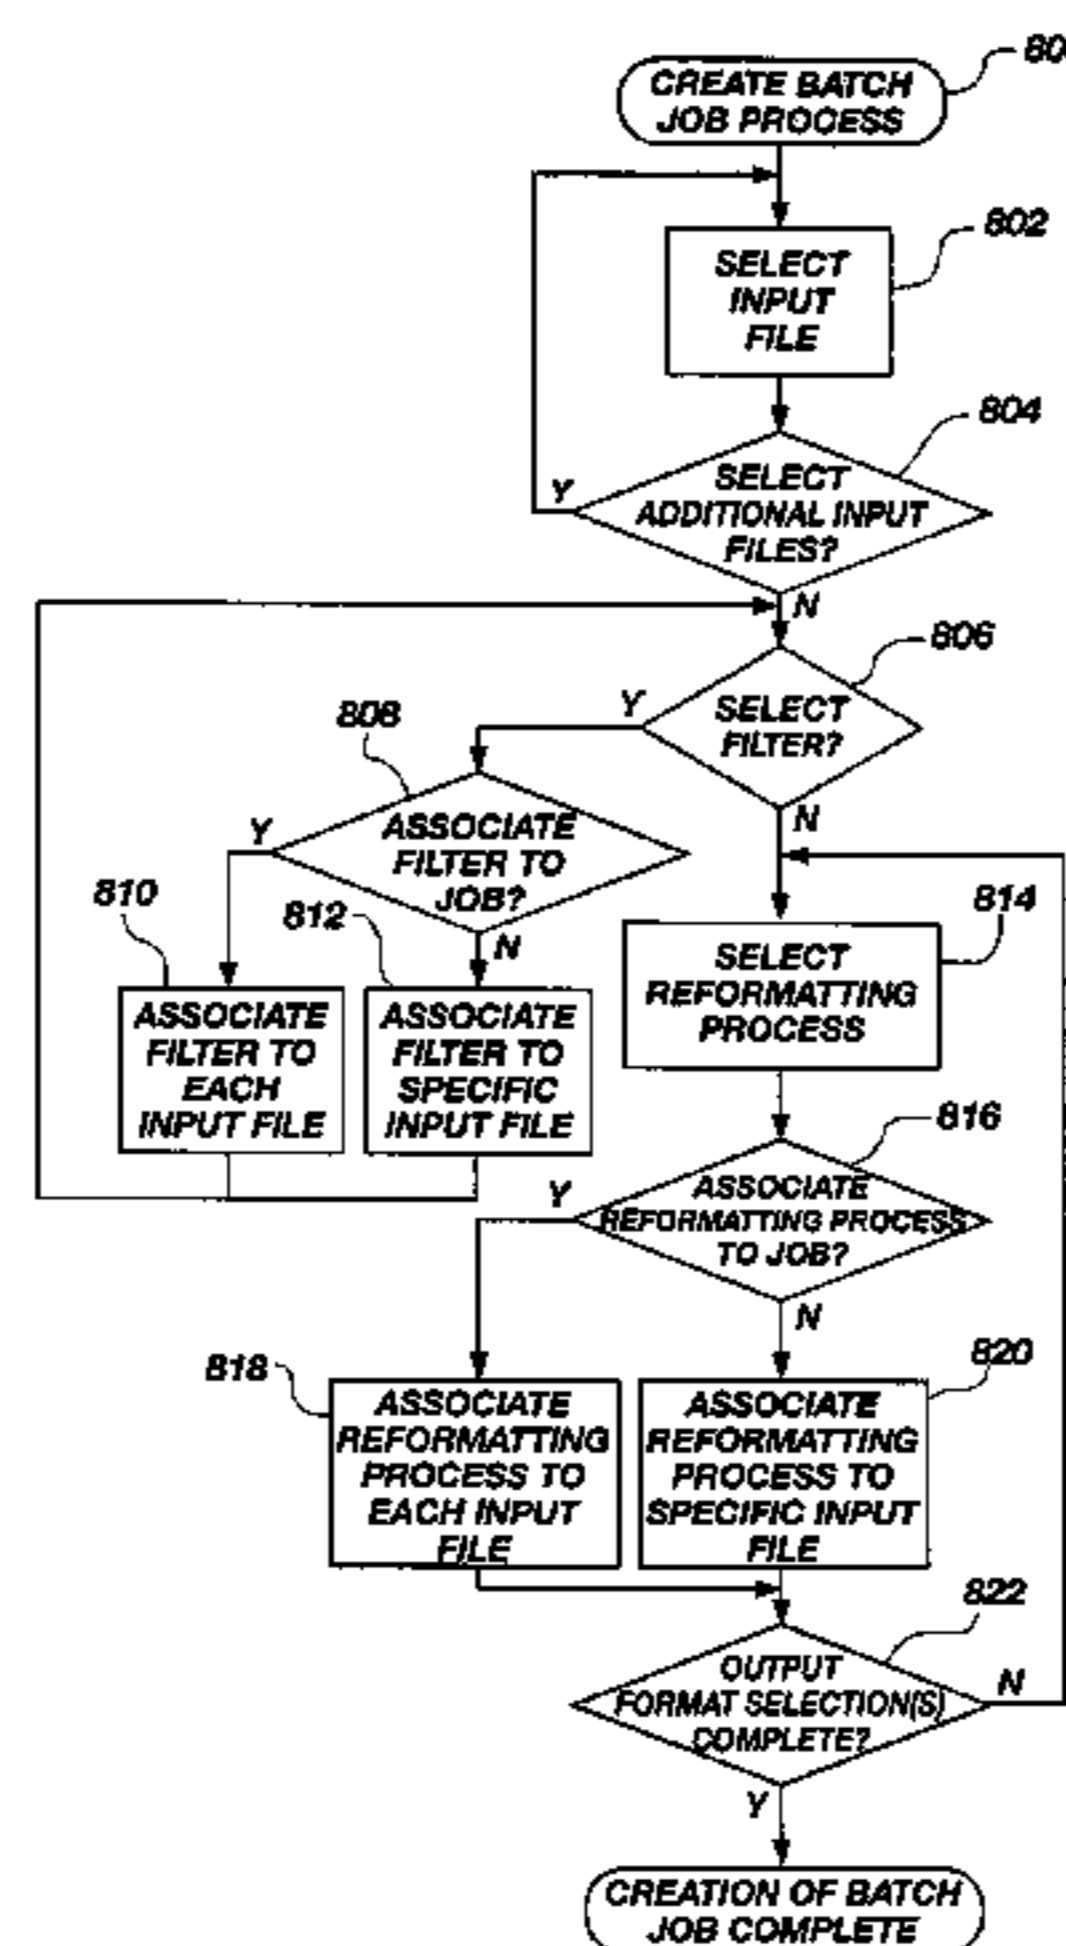 80
CREATE BATCH
JOB PROCESS
802
SELECT
INPUT
FILE
804
SELECT
ADDITIONAL INPUT
FILES?
Y
N
806
SELECT
FILTER?
Y
N
808
ASSOCIATE
FILTER TO
JOB?
Y
N
810
ASSOCIATE
FILTER TO
EACH
INPUT FILE
812
ASSOCIATE
FILTER TO
SPECIFIC
INPUT FILE
814
SELECT
REFORMATTING
PROCESS
816
ASSOCIATE
REFORMATTING PROCESS
TO JOB?
Y
N
818
ASSOCIATE
REFORMATTING
PROCESS TO
EACH INPUT
FILE
820
ASSOCIATE
REFORMATTING
PROCESS TO
SPECIFIC INPUT
FILE
822
OUTPUT
FORMAT SELECTION(S)
COMPLETE?
N
Y
CREATION OF BATCH
JOB COMPLETE